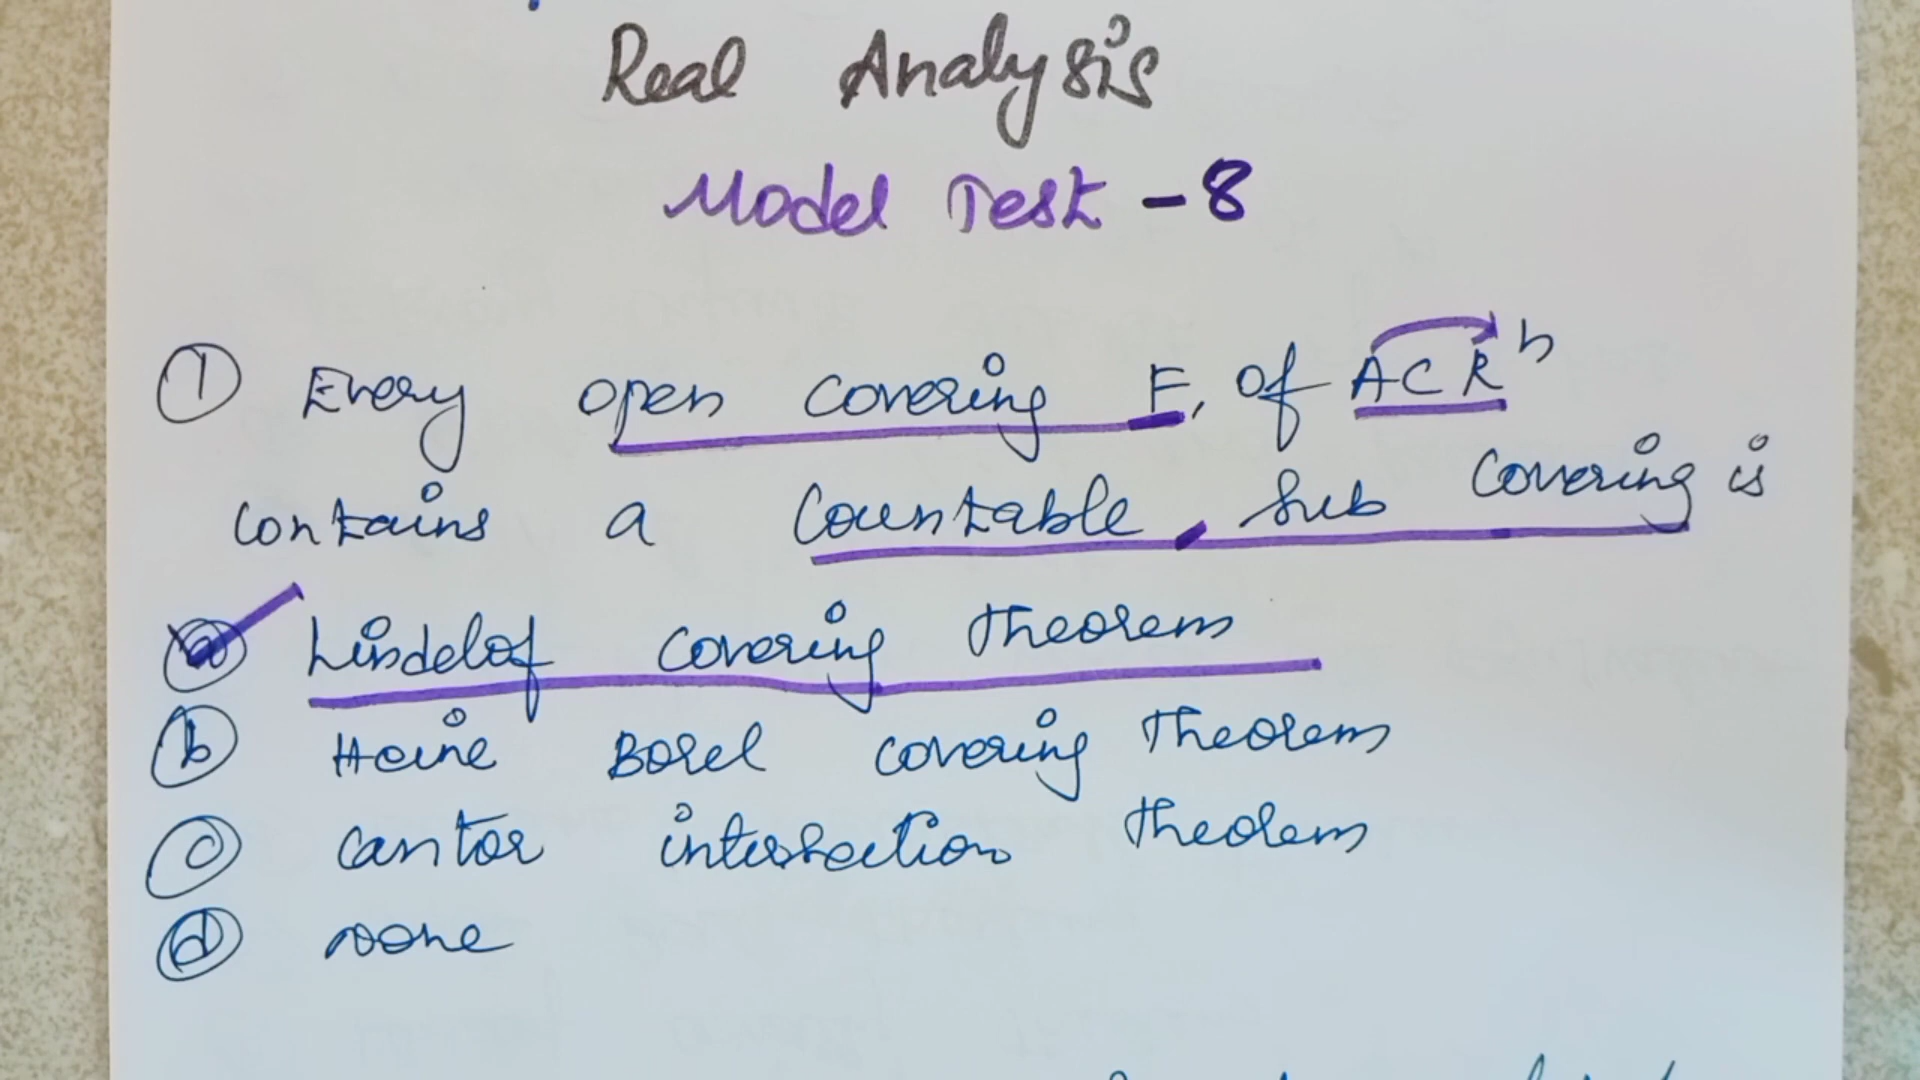 Real Analysis
Model Test - 8
① Every open covering F, of A ⊂ Rⁿ
contains a Countable, Sub Covering is
ⓐ Lindelof covering Theorem
ⓑ Heine Borel covering Theorem
ⓒ cantor intersection Theorem
ⓓ none